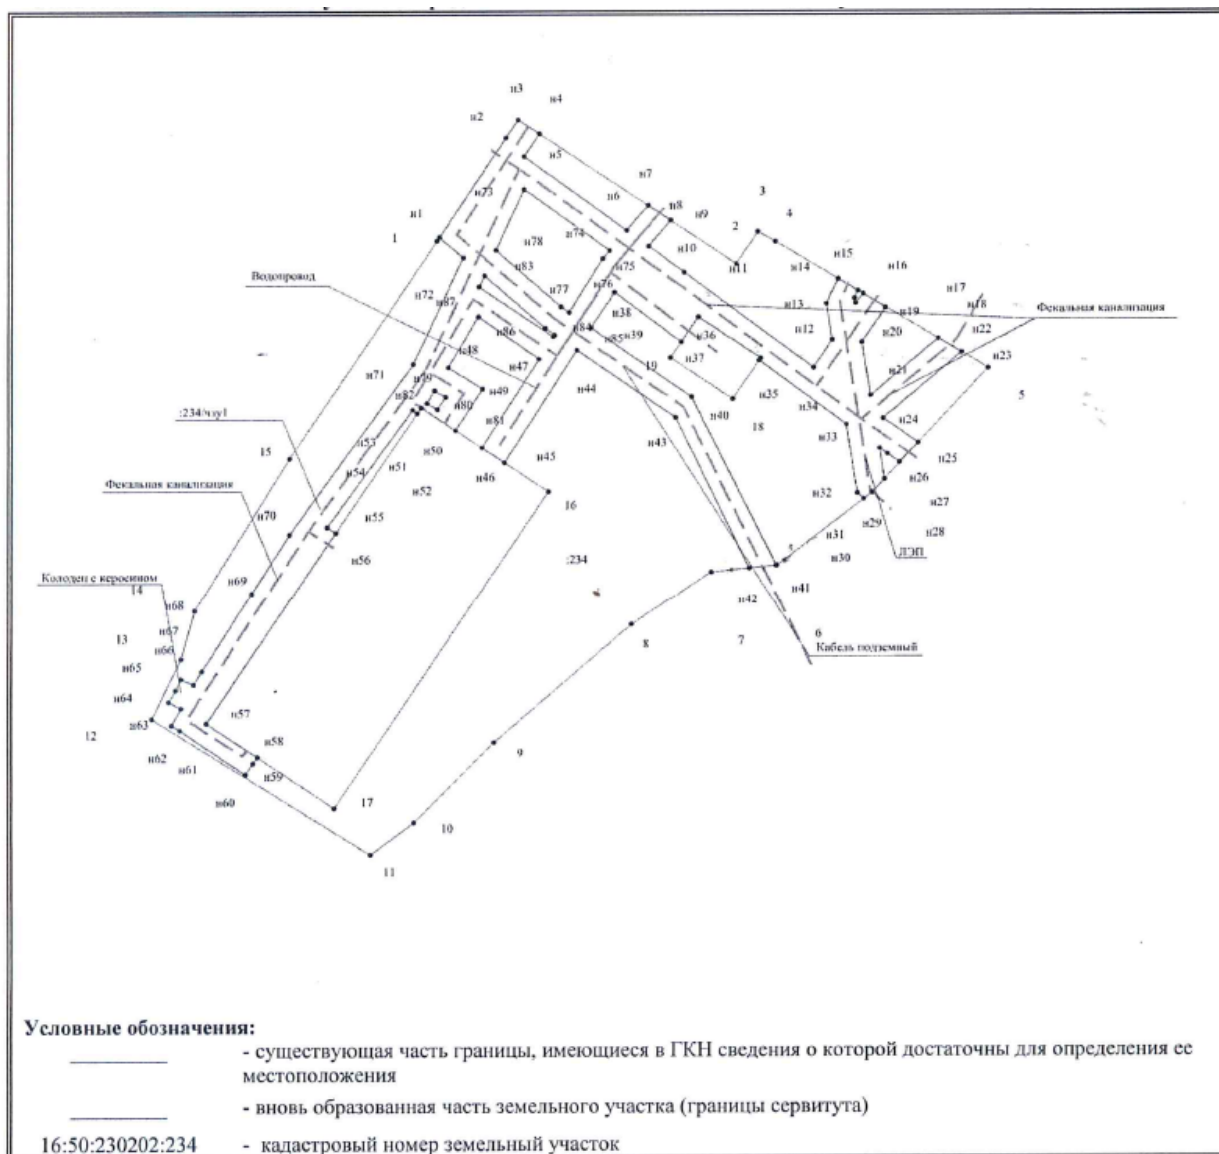 н3
н4
н2
н5
н7
н73
н6
н8
3
н1
н9
2
4
1
н74
н78
н10
н11
н15
н14
н16
Водопровод
н83
н75
н76
н17
н72
н87
н77
н38
н13
н19
н18
Фекальная канализация
н86
н84
н85
н39
н36
н12
н20
н22
н48
н47
19
н37
н23
н71
н79
н49
н44
н35
н21
5
н82
н80
н40
н34
:234/чзу1
н81
н43
18
н24
н53
н50
н45
н33
15
н54
н51
н46
н25
Фекальная канализация
н52
16
н32
н26
н70
н55
н29
н27
н56
н31
н28
:234
5
н30
ЛЭП
Колодец с керосином
н69
н42
н41
14
н68
13
н67
8
7
6
н66
Кабель подземный
н65
н64
н57
12
н63
н58
9
н62
н61
н59
н60
17
10
11
Условные обозначения:
- существующая часть границы, имеющиеся в ГКН сведения о которой достаточны для определения ее
местоположения
- вновь образованная часть земельного участка (границы сервитута)
16:50:230202:234 - кадастровый номер земельный участок